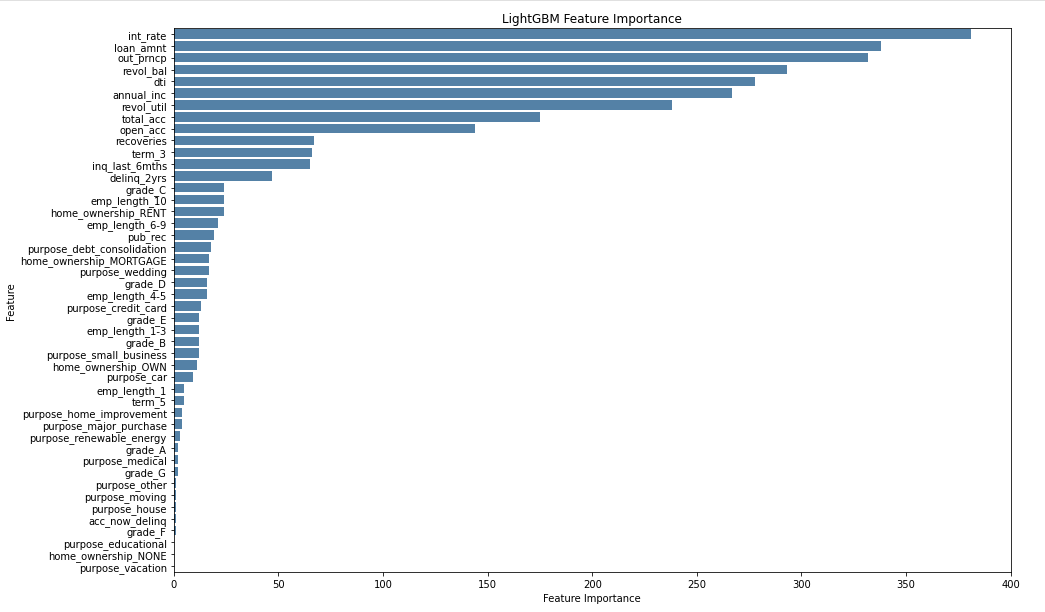 LightGBM Feature Importance
int_rate
loan_amnt
out_prncp
revol_bal
dti
annual_inc
revol_util
total_acc
open_acc
recoveries
term_3
inq_last_6mths
delinq_2yrs
grade_C
emp_length_10
home_ownership_RENT
emp_length_6-9
pub_rec
purpose_debt_consolidation
home_ownership_MORTGAGE
purpose_wedding
grade_D
emp_length_4-5
purpose_credit_card
grade_E
emp_length_1-3
grade_B
purpose_small_business
home_ownership_OWN
purpose_car
emp_length_1
term_5
purpose_home_improvement
purpose_major_purchase
purpose_renewable_energy
grade_A
purpose_medical
grade_G
purpose_other
purpose_moving
purpose_house
acc_now_delinq
grade_F
purpose_educational
home_ownership_NONE
purpose_vacation
Feature
0 50 100 150 200 250 300 350 400
Feature Importance